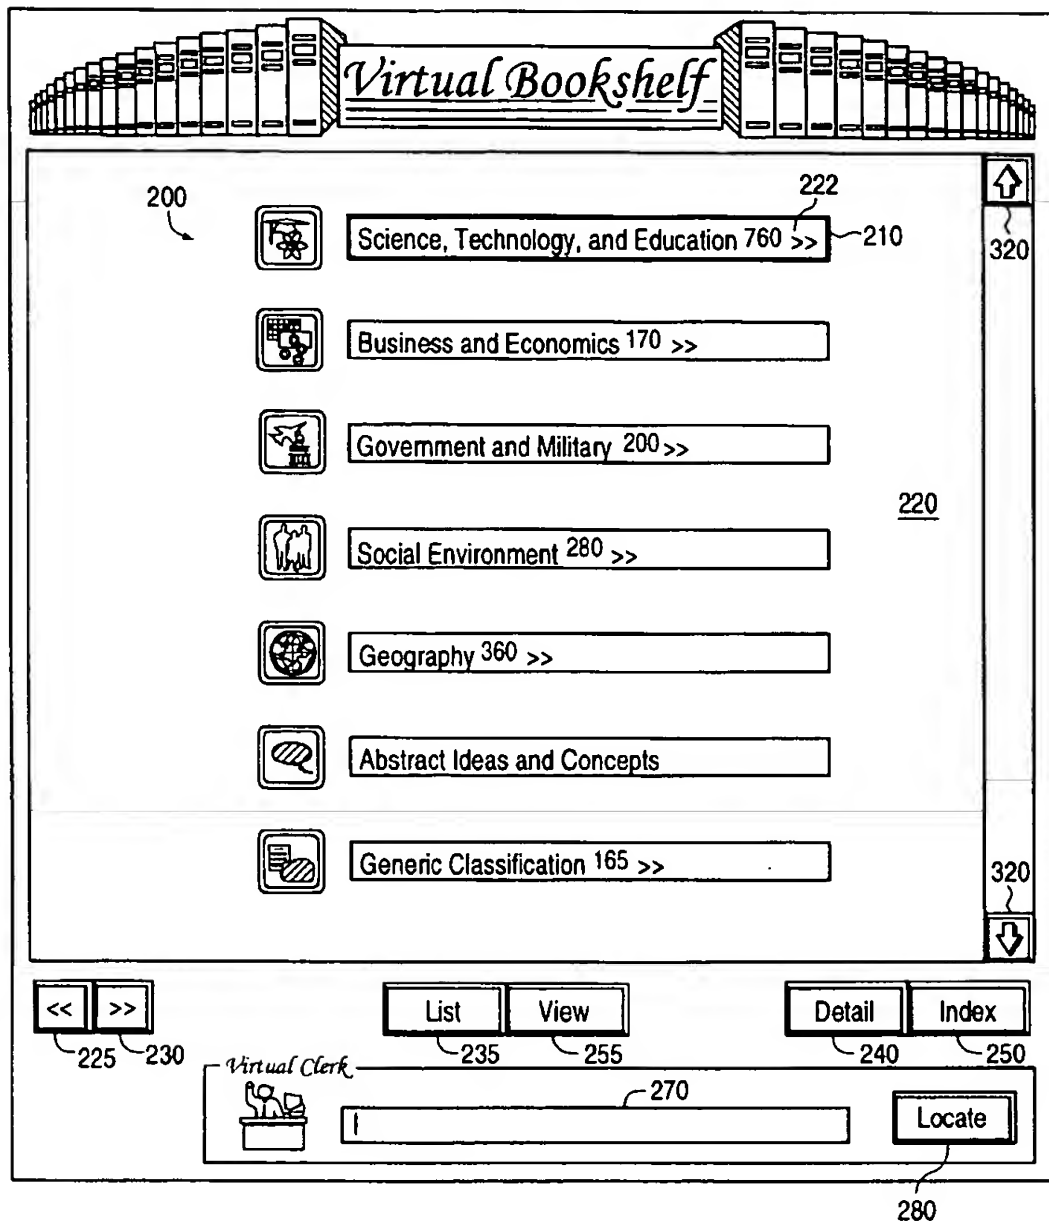 Virtual Bookshelf
200
222
Science, Technology, and Education 760 >>
210
320
Business and Economics 170 >>
Government and Military 200 >>
220
Social Environment 280 >>
Geography 360 >>
Abstract Ideas and Concepts
Generic Classification 165 >>
320
<< >> List View Detail Index
225 230 235 255 240 250
Virtual Clerk
270
Locate
280